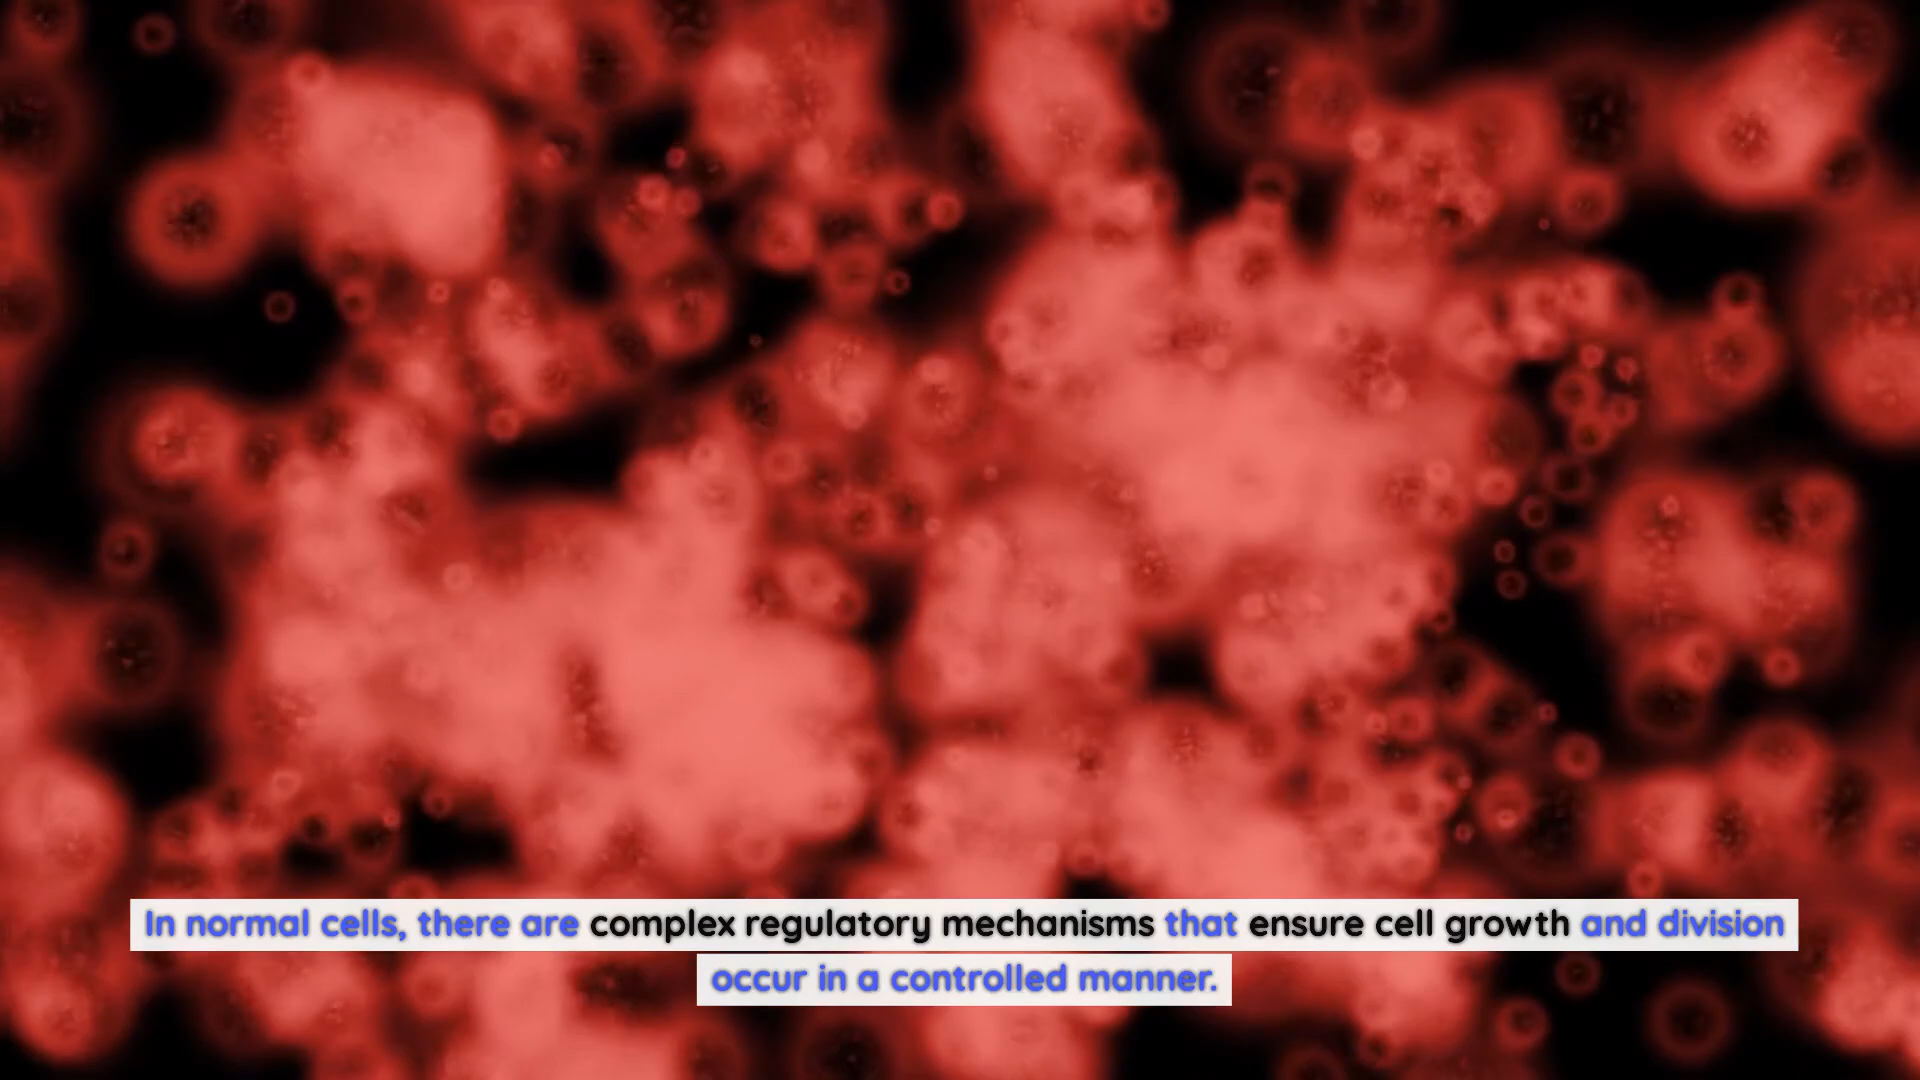 In normal cells, there are complex regulatory mechanisms that ensure cell growth and division
occur in a controlled manner.